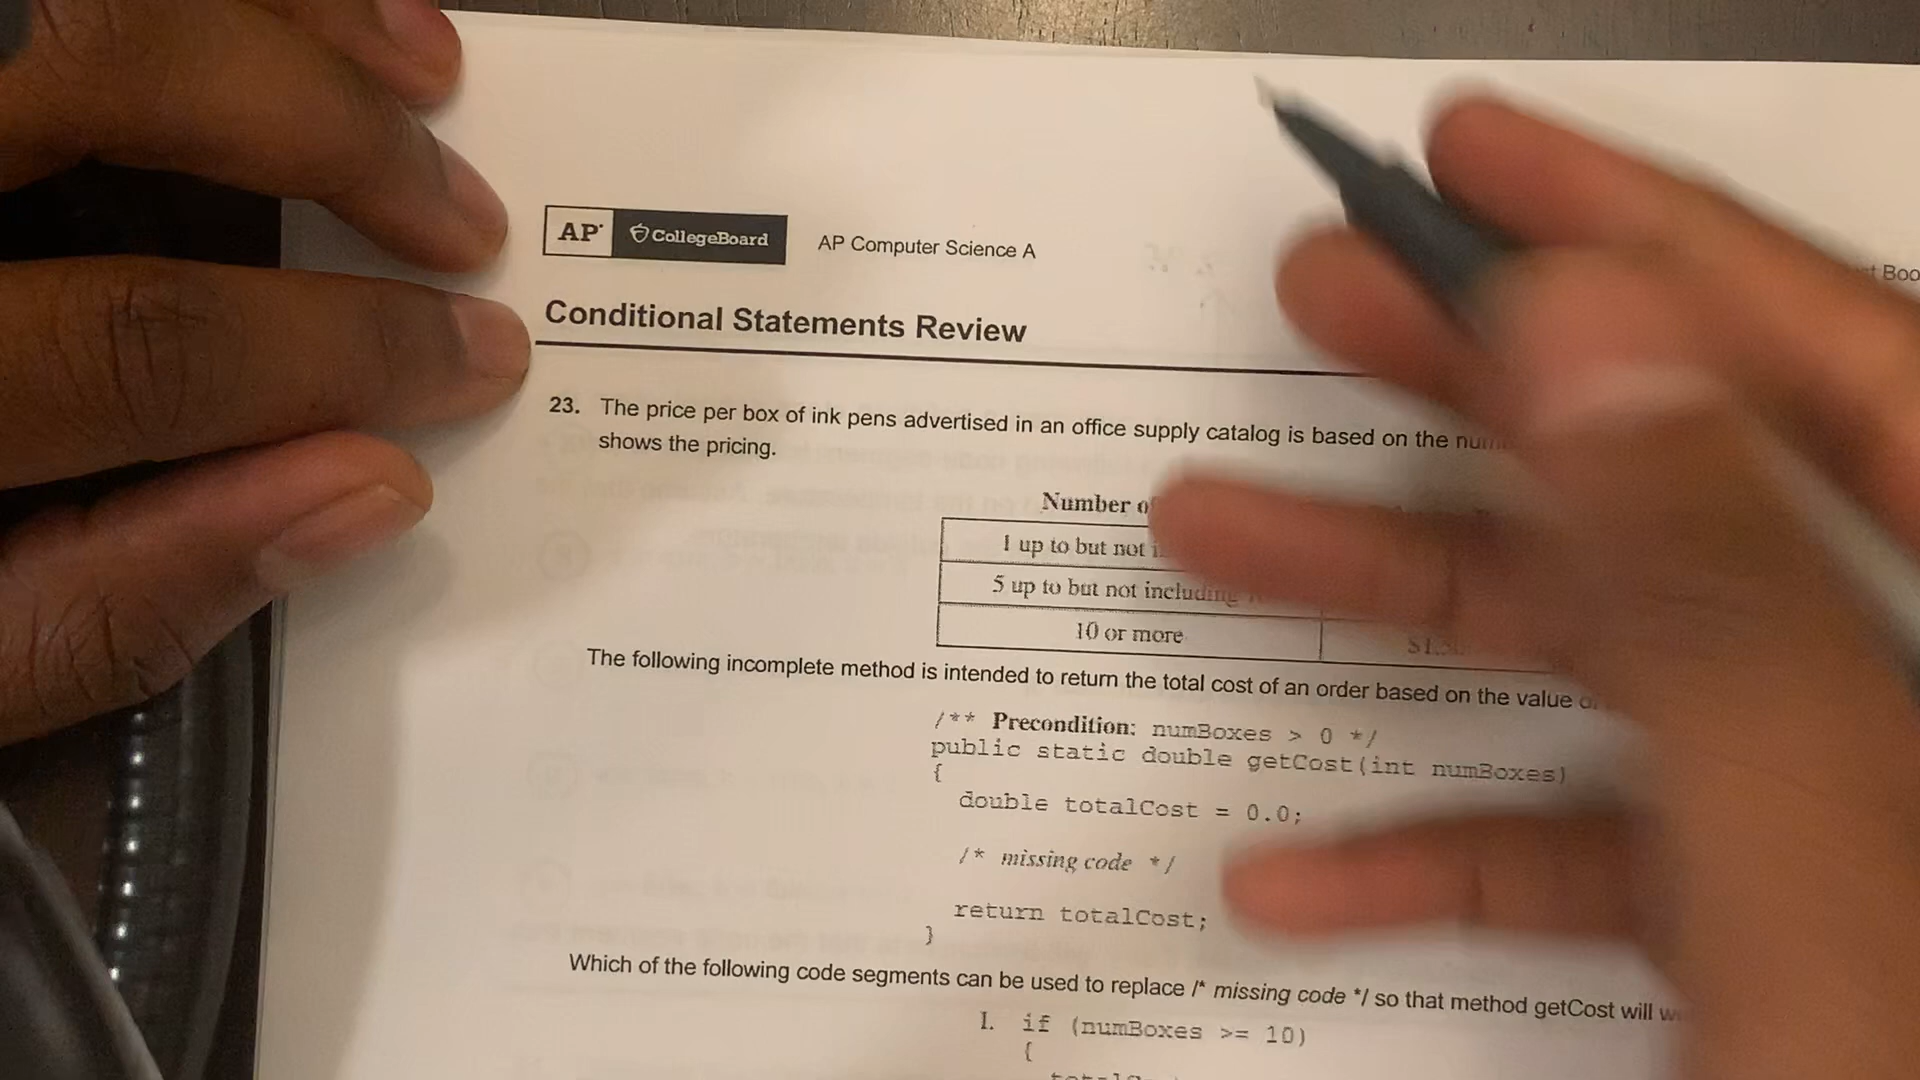 AP CollegeBoard AP Computer Science A
Boo
Conditional Statements Review
23. The price per box of ink pens advertised in an office supply catalog is based on the
shows the pricing.
Number
1 up to but not
5 up to but not including
10 or more
The following incomplete method is intended to return the total cost of an order based on the value
/** Precondition: numBoxes > 0 */
public static double getCost(int numBoxes)
{
double totalCost = 0.0;
/* missing code */
return totalCost;
}
Which of the following code segments can be used to replace /* missing code */ so that method getCost will
I. if (numBoxes >= 10)
{